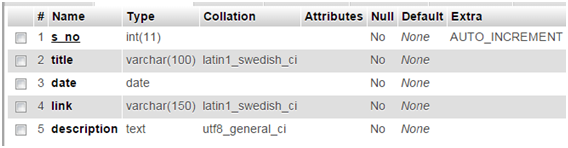 # Name Type Collation Attributes Null Default Extra
1 s_no int(11) No None AUTO_INCREMENT
2 title varchar(100) latin1_swedish_ci No None
3 date date No None
4 link varchar(150) latin1_swedish_ci No None
5 description text utf8_general_ci No None